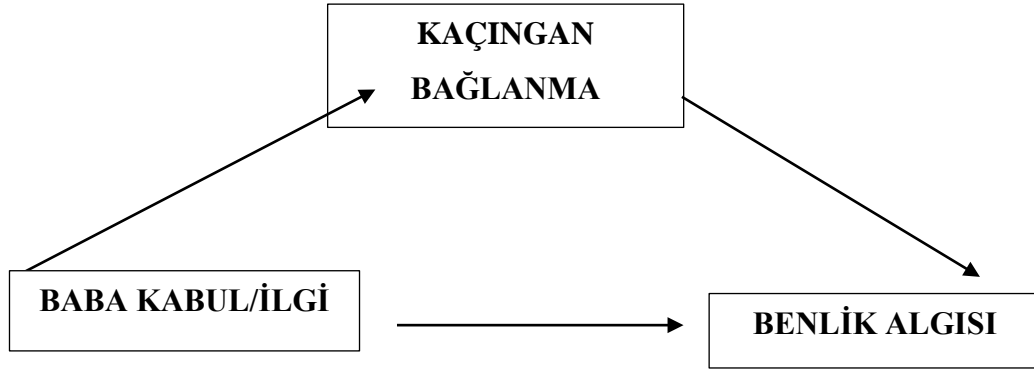 KAÇINGAN
BAĞLANMA
BABA KABUL/İLGİ
BENLİK ALGISI